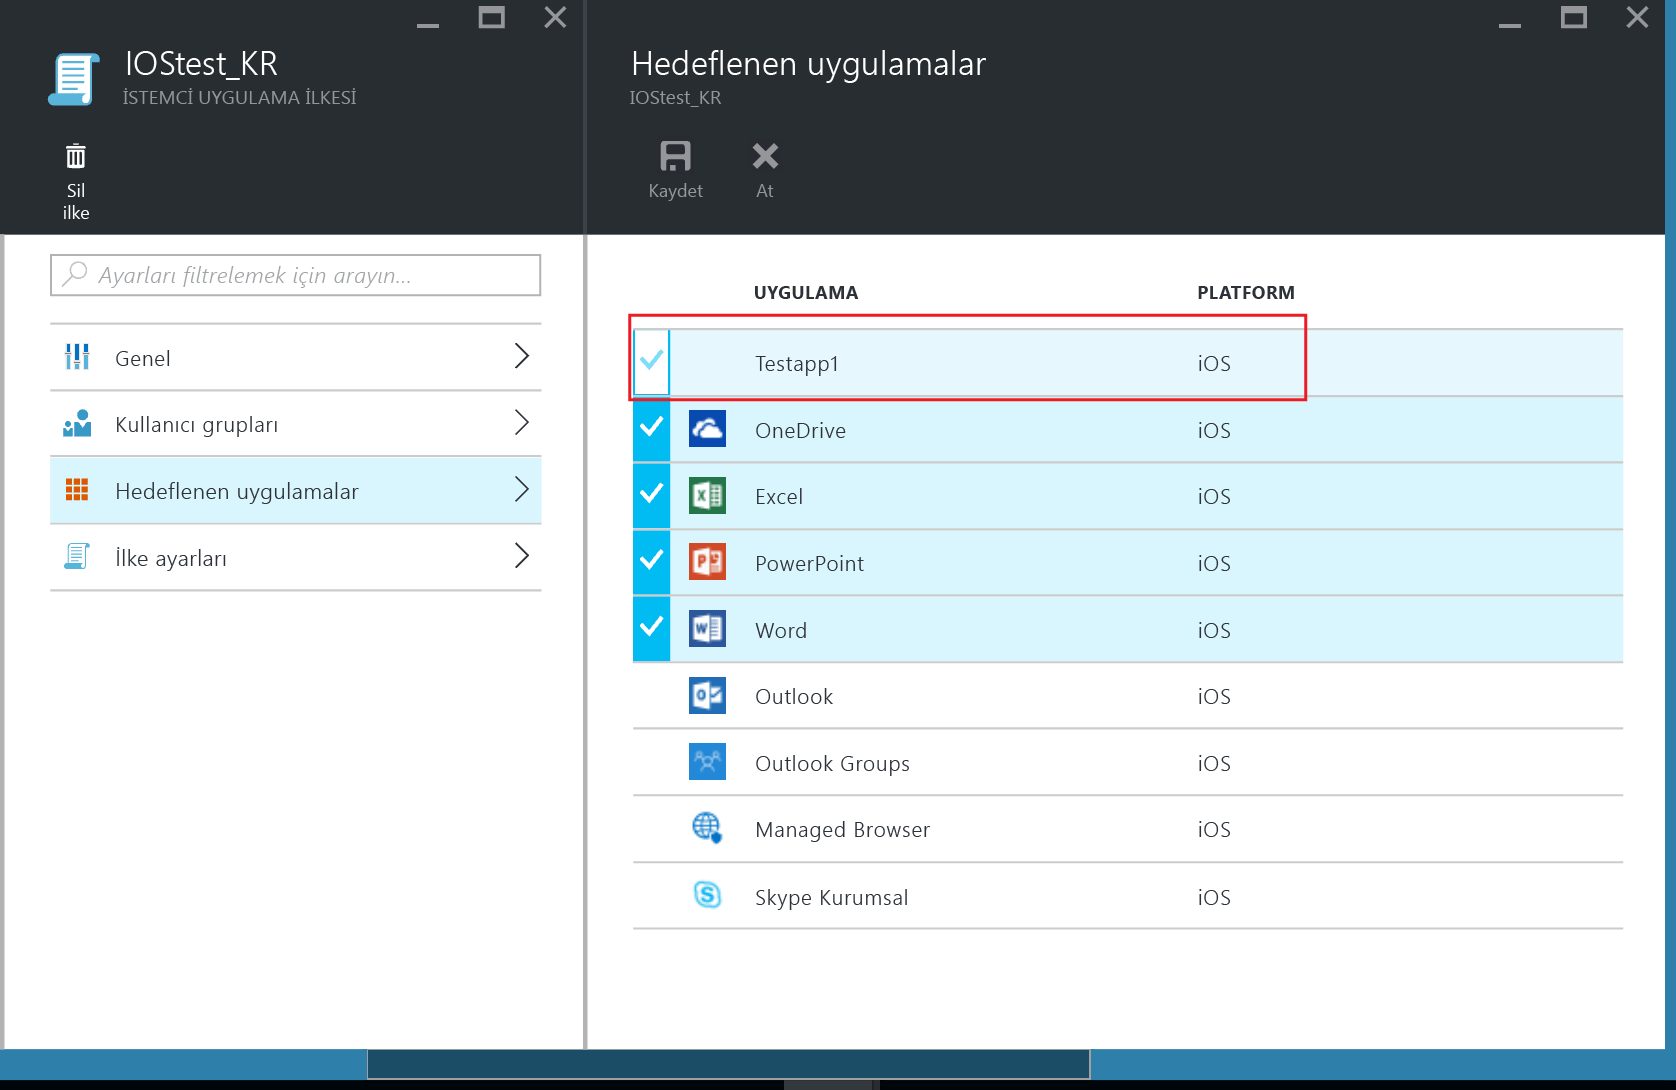 IOStest_KR
İSTEMCİ UYGULAMA İLKESİ
Sil
ilke
Ayarları filtrelemek için arayın...
Genel
Kullanıcı grupları
Hedeflenen uygulamalar
İlke ayarları
Hedeflenen uygulamalar
IOStest_KR
Kaydet At
UYGULAMA PLATFORM
Testapp1 iOS
OneDrive iOS
Excel iOS
PowerPoint iOS
Word iOS
Outlook iOS
Outlook Groups iOS
Managed Browser iOS
Skype Kurumsal iOS